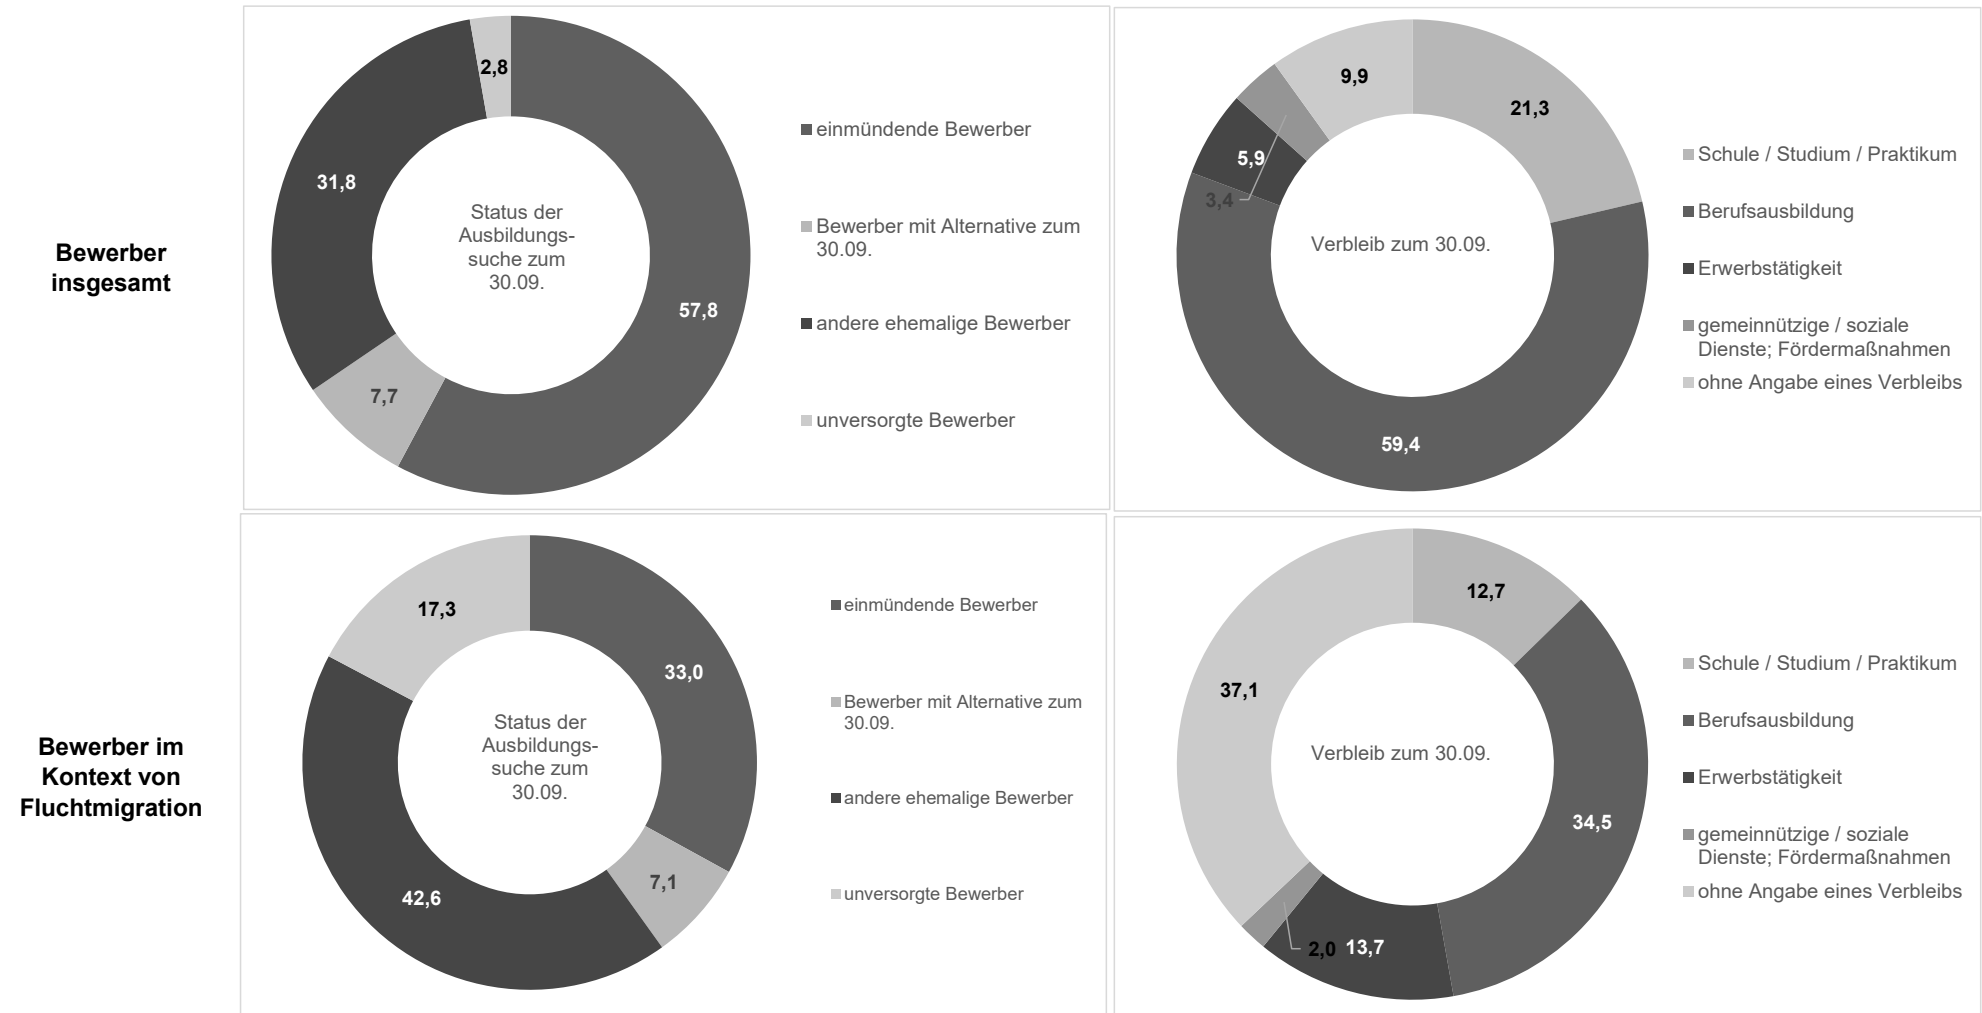 Bewerber
insgesamt
2,8
31,8
7,7
57,8
Status der
Ausbildungs-
suche zum
30.09.
einmündende Bewerber
Bewerber mit Alternative zum
30.09.
andere ehemalige Bewerber
unversorgte Bewerber
9,9
21,3
5,9
3,4
59,4
Verbleib zum 30.09.
Schule / Studium / Praktikum
Berufsausbildung
Erwerbstätigkeit
gemeinnützige / soziale
Dienste; Fördermaßnahmen
ohne Angabe eines Verbleibs
Bewerber im
Kontext von
Fluchtmigration
17,3
33,0
7,1
42,6
Status der
Ausbildungs-
suche zum
30.09.
einmündende Bewerber
Bewerber mit Alternative zum
30.09.
andere ehemalige Bewerber
unversorgte Bewerber
12,7
37,1
34,5
2,0
13,7
Verbleib zum 30.09.
Schule / Studium / Praktikum
Berufsausbildung
Erwerbstätigkeit
gemeinnützige / soziale
Dienste; Fördermaßnahmen
ohne Angabe eines Verbleibs